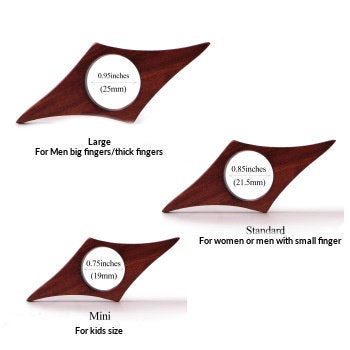 0.95inches
(25mm)
Large
For Men big fingers/thick fingers
0.85inches
(21.5mm)
Standard
For women or men with small finger
0.75inches
(19mm)
Mini
For kids size